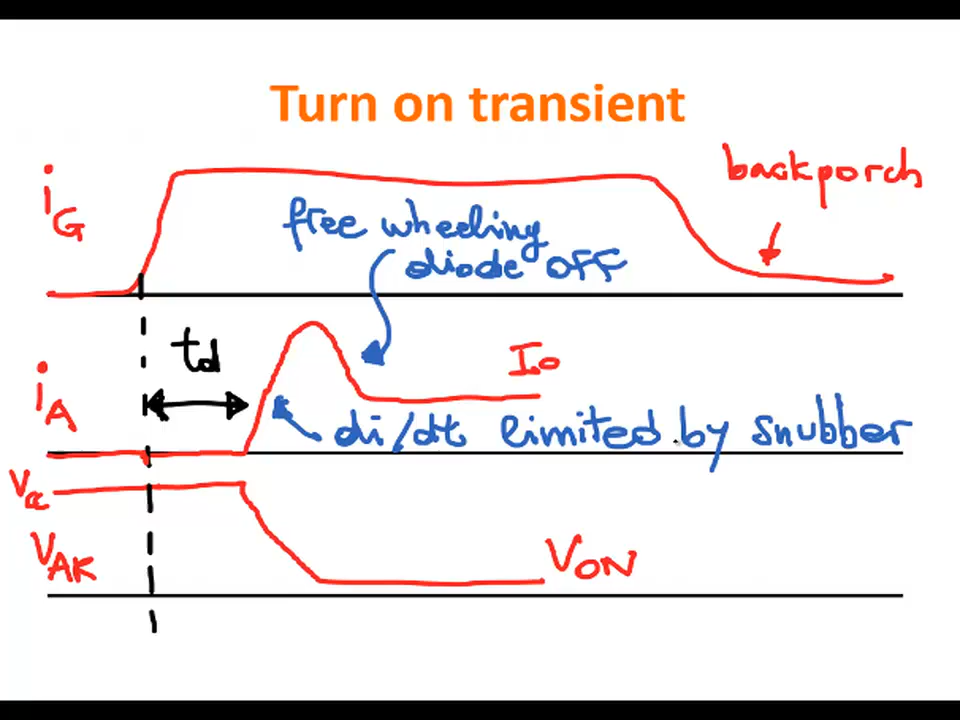 Turn on transient
backporch
iG
free wheeling
diode off
td
Io
iA
di/dt limited by snubber
Vcc
VAK
VON